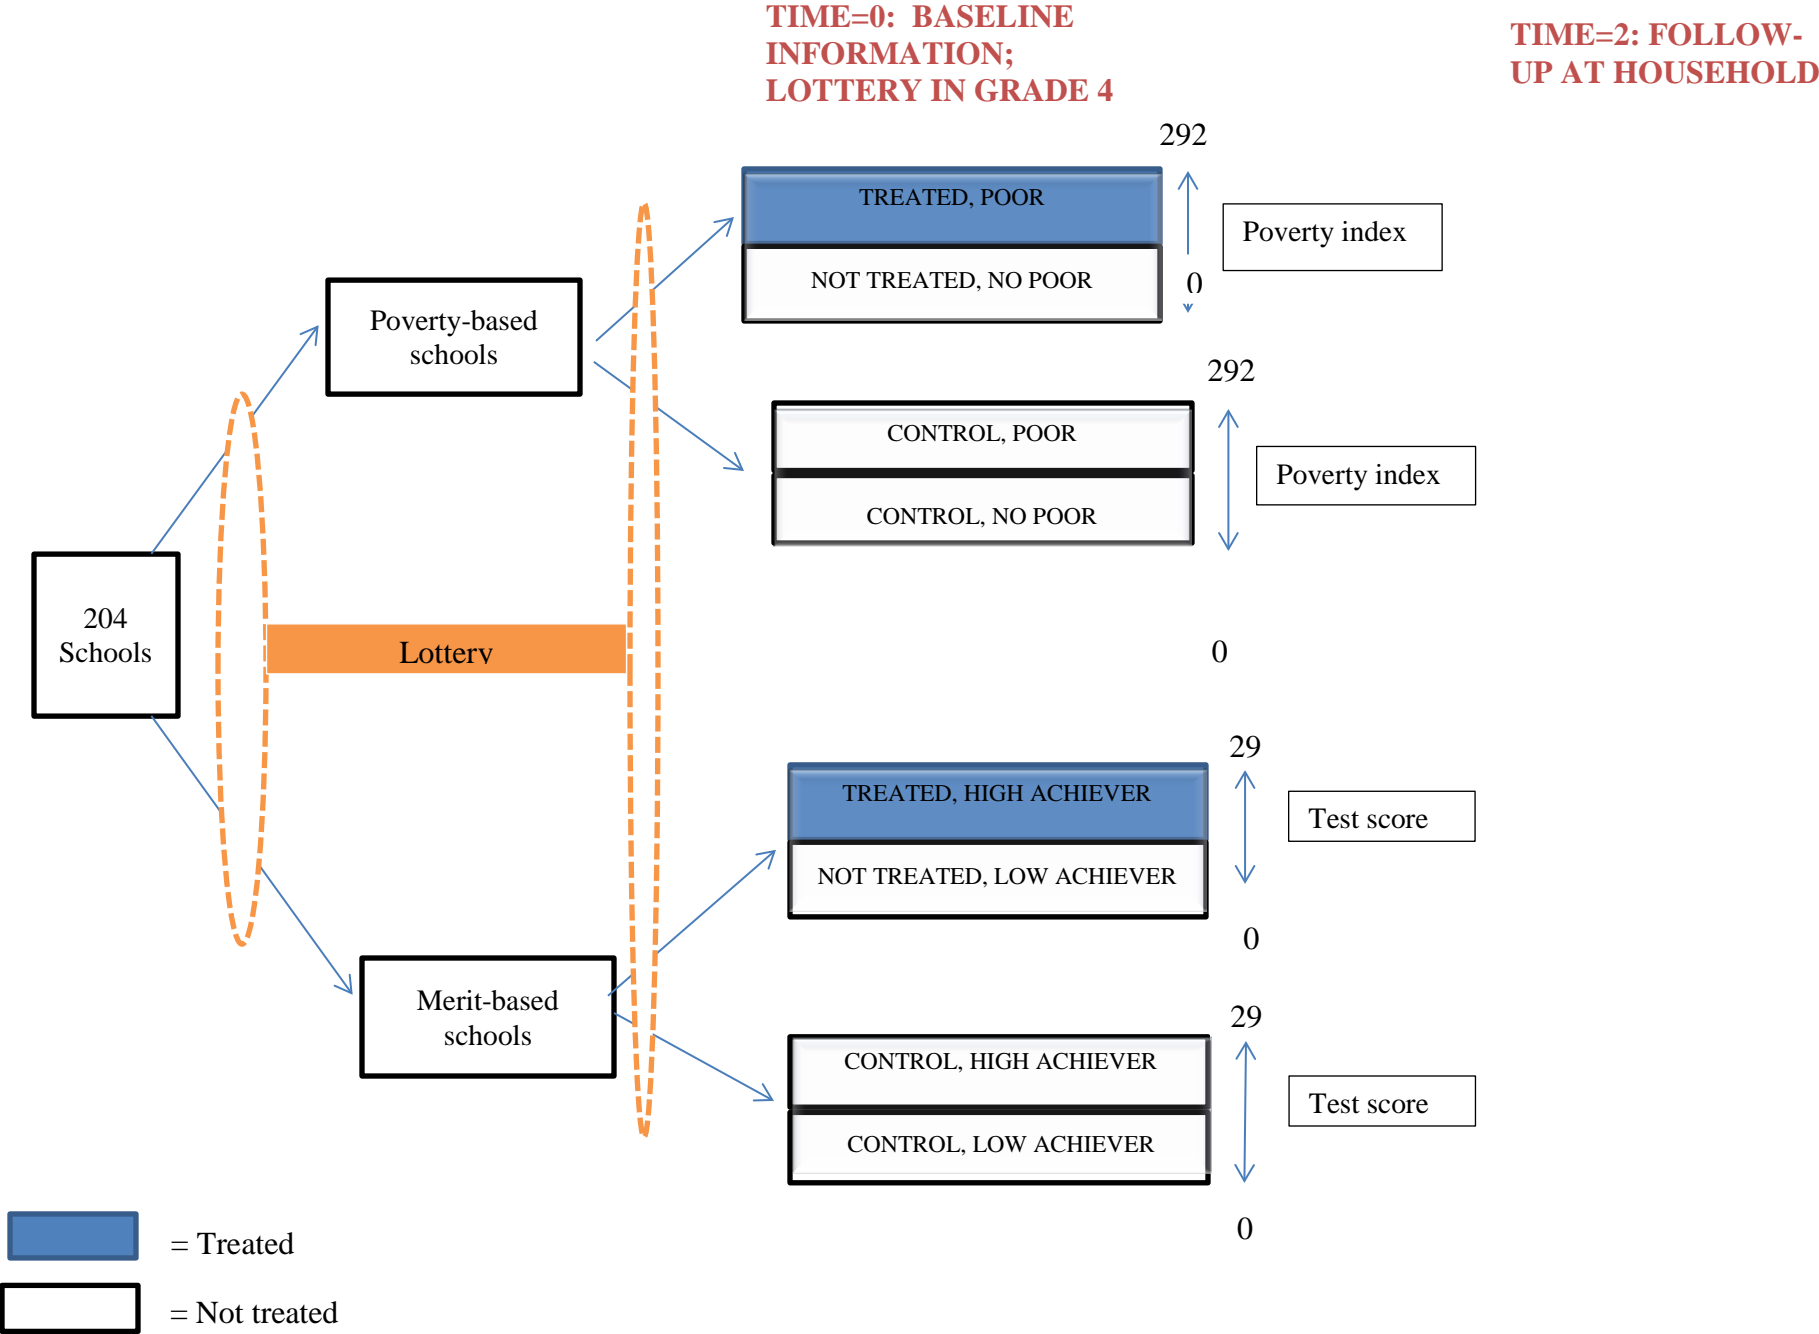 TIME=0: BASELINE
INFORMATION;
LOTTERY IN GRADE 4
TIME=2: FOLLOW-
UP AT HOUSEHOLD
292
TREATED, POOR
Poverty index
NOT TREATED, NO POOR
0
Poverty-based
schools
292
CONTROL, POOR
Poverty index
CONTROL, NO POOR
204
Schools
Lottery
0
29
TREATED, HIGH ACHIEVER
Test score
NOT TREATED, LOW ACHIEVER
0
Merit-based
schools
29
CONTROL, HIGH ACHIEVER
Test score
CONTROL, LOW ACHIEVER
0
= Treated
= Not treated